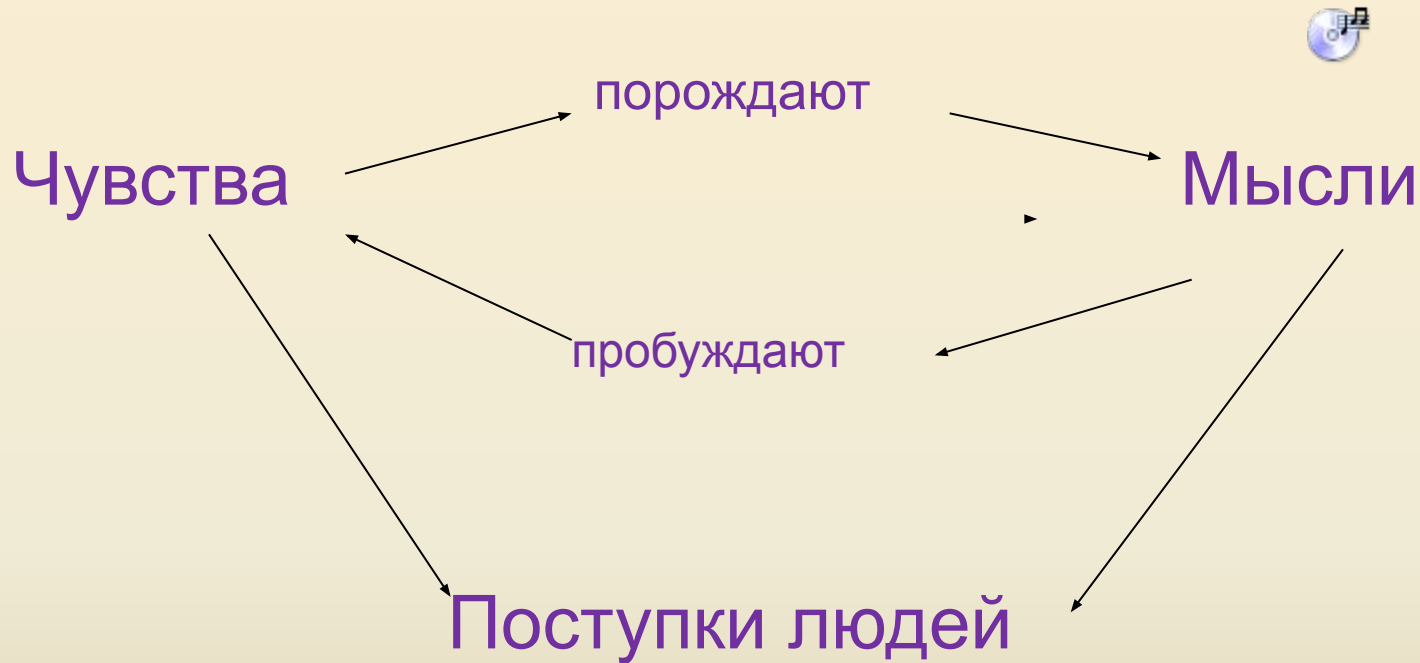 порождают
Чувства
Мысли
пробуждают
Поступки людей